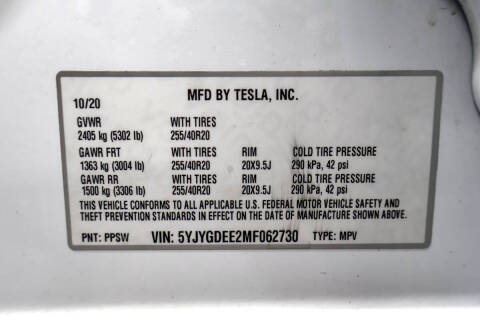 MFD BY TESLA, INC.
10/20
GVWR WITH TIRES
2405 kg (5302 lb) 255/40R20
GAWR FRT WITH TIRES RIM COLD TIRE PRESSURE
1363 kg (3004 lb) 255/40R20 20X9.5J 290 kPa, 42 psi
GAWR RR WITH TIRES RIM COLD TIRE PRESSURE
1500 kg (3306 lb) 255/40R20 20X9.5J 290 kPa, 42 psi
THIS VEHICLE CONFORMS TO ALL APPLICABLE U.S. FEDERAL MOTOR VEHICLE SAFETY AND
THEFT PREVENTION STANDARDS IN EFFECT ON THE DATE OF MANUFACTURE SHOWN ABOVE.
PNT: PPSW VIN: 5YJYGDEE2MF062730 TYPE: MPV